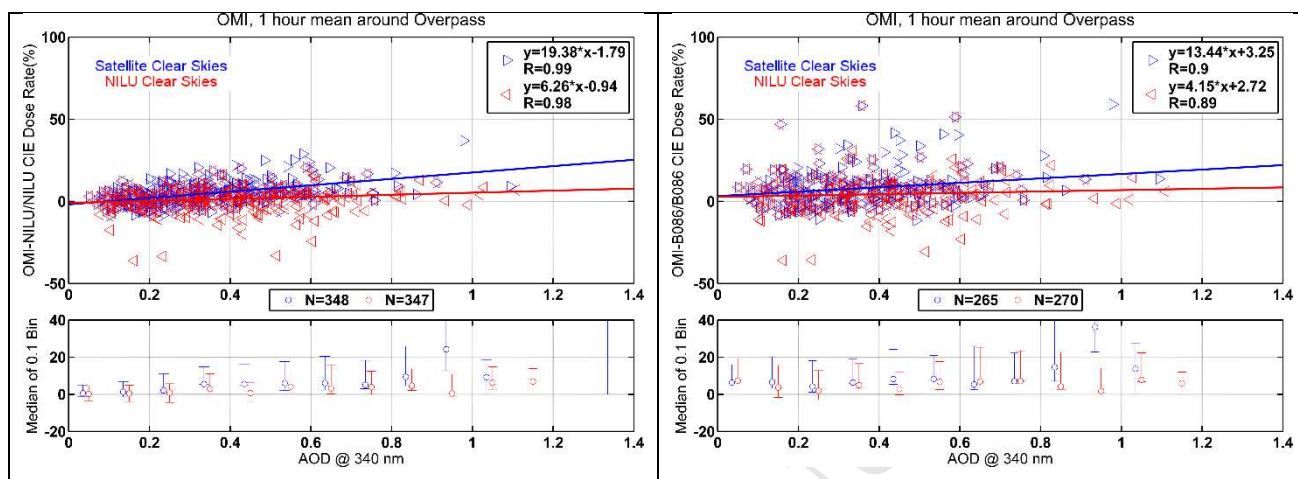 OMI, 1 hour mean around Overpass
OMI-NILU/NILU CIE Dose Rate(%)
100
50
0
-50
Satellite Clear Skies
NILU Clear Skies
y=19.38*x-1.79
R=0.99
y=6.26*x-0.94
R=0.98
0 0.2 0.4 0.6 0.8 1 1.2 1.4
N=348 N=347
Median of 0.1 Bin
40
20
0
-20
0 0.2 0.4 0.6 0.8 1 1.2 1.4
AOD @ 340 nm
OMI, 1 hour mean around Overpass
OMI-B086/B086 CIE Dose Rate(%)
100
50
0
-50
Satellite Clear Skies
NILU Clear Skies
y=13.44*x+3.25
R=0.9
y=4.15*x+2.72
R=0.89
0 0.2 0.4 0.6 0.8 1 1.2 1.4
N=265 N=270
Median of 0.1 Bin
40
20
0
-20
0 0.2 0.4 0.6 0.8 1 1.2 1.4
AOD @ 340 nm